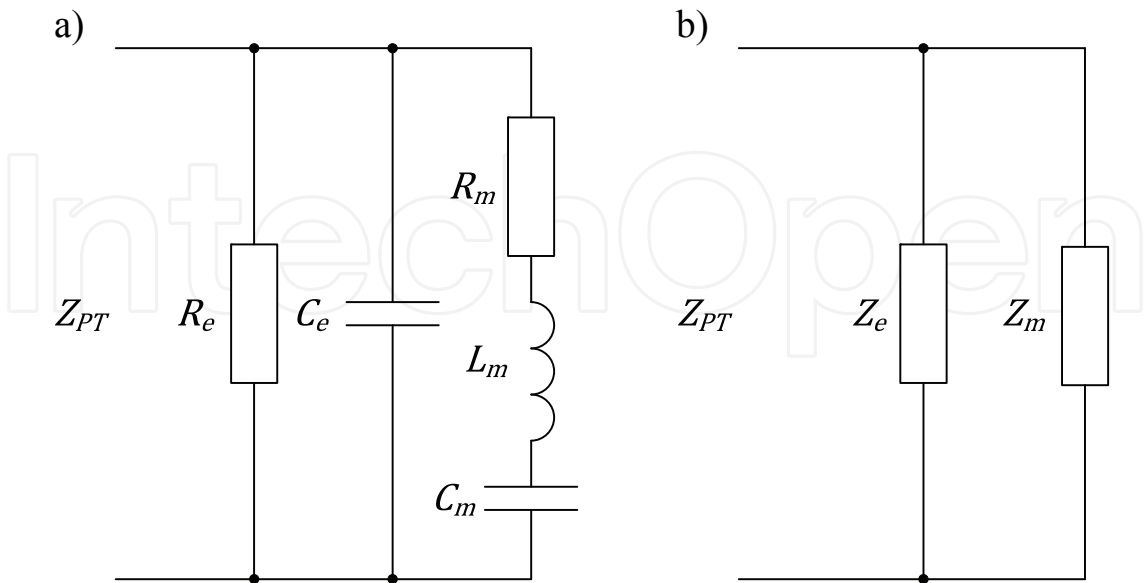 a)
Z_PT
R_e
C_e
R_m
L_m
C_m
b)
Z_PT
Z_e
Z_m
IntechOpen